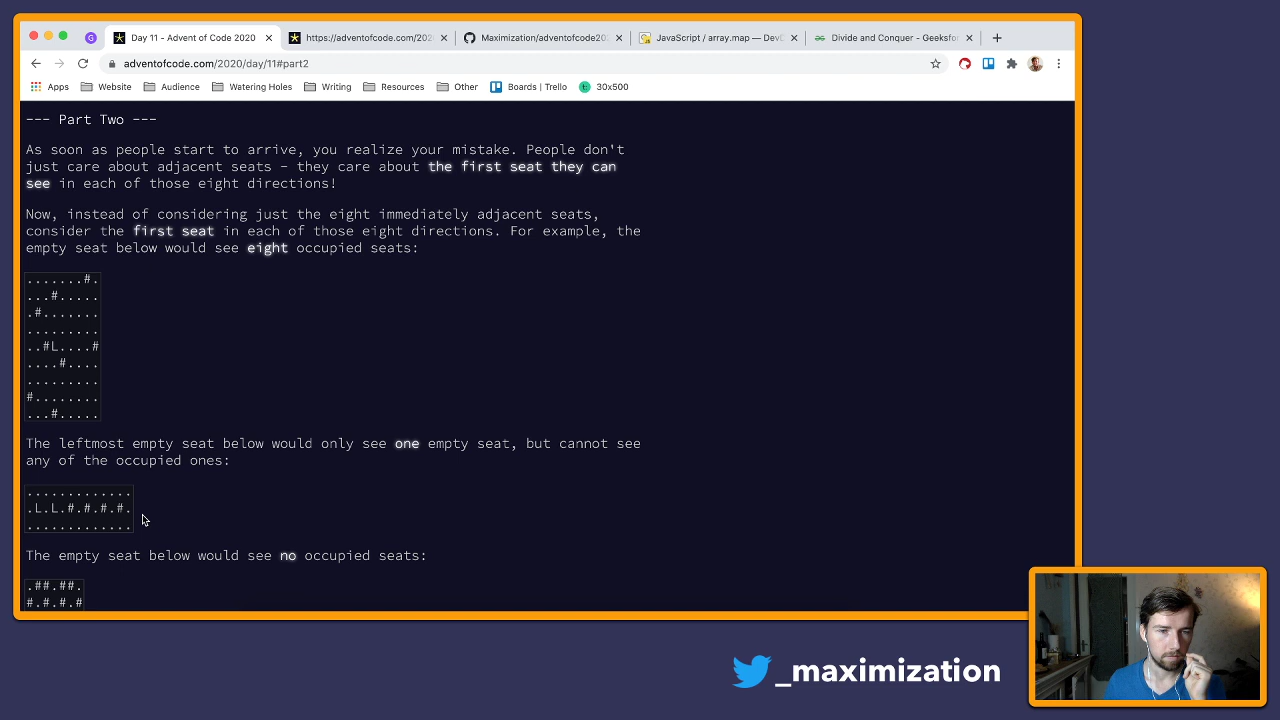 Day 11 - Advent of Code 2020
https://adventofcode.com/202
Maximization/adventofcode202
JavaScript / array.map — DevD
Divide and Conquer - Geeksfo
adventofcode.com/2020/day/11#part2
Apps
Website
Audience
Watering Holes
Writing
Resources
Other
Boards | Trello
30x500
--- Part Two ---
As soon as people start to arrive, you realize your mistake. People don't
just care about adjacent seats - they care about the first seat they can
see in each of those eight directions!
Now, instead of considering just the eight immediately adjacent seats,
consider the first seat in each of those eight directions. For example, the
empty seat below would see eight occupied seats:
.......#.
...#.....
.#.......
.........
..#L....#
....#....
.........
#........
...#.....
The leftmost empty seat below would only see one empty seat, but cannot see
any of the occupied ones:
.............
.L.L.#.#.#.#.
.............
The empty seat below would see no occupied seats:
.##.##.
#.#.#.#
_maximization